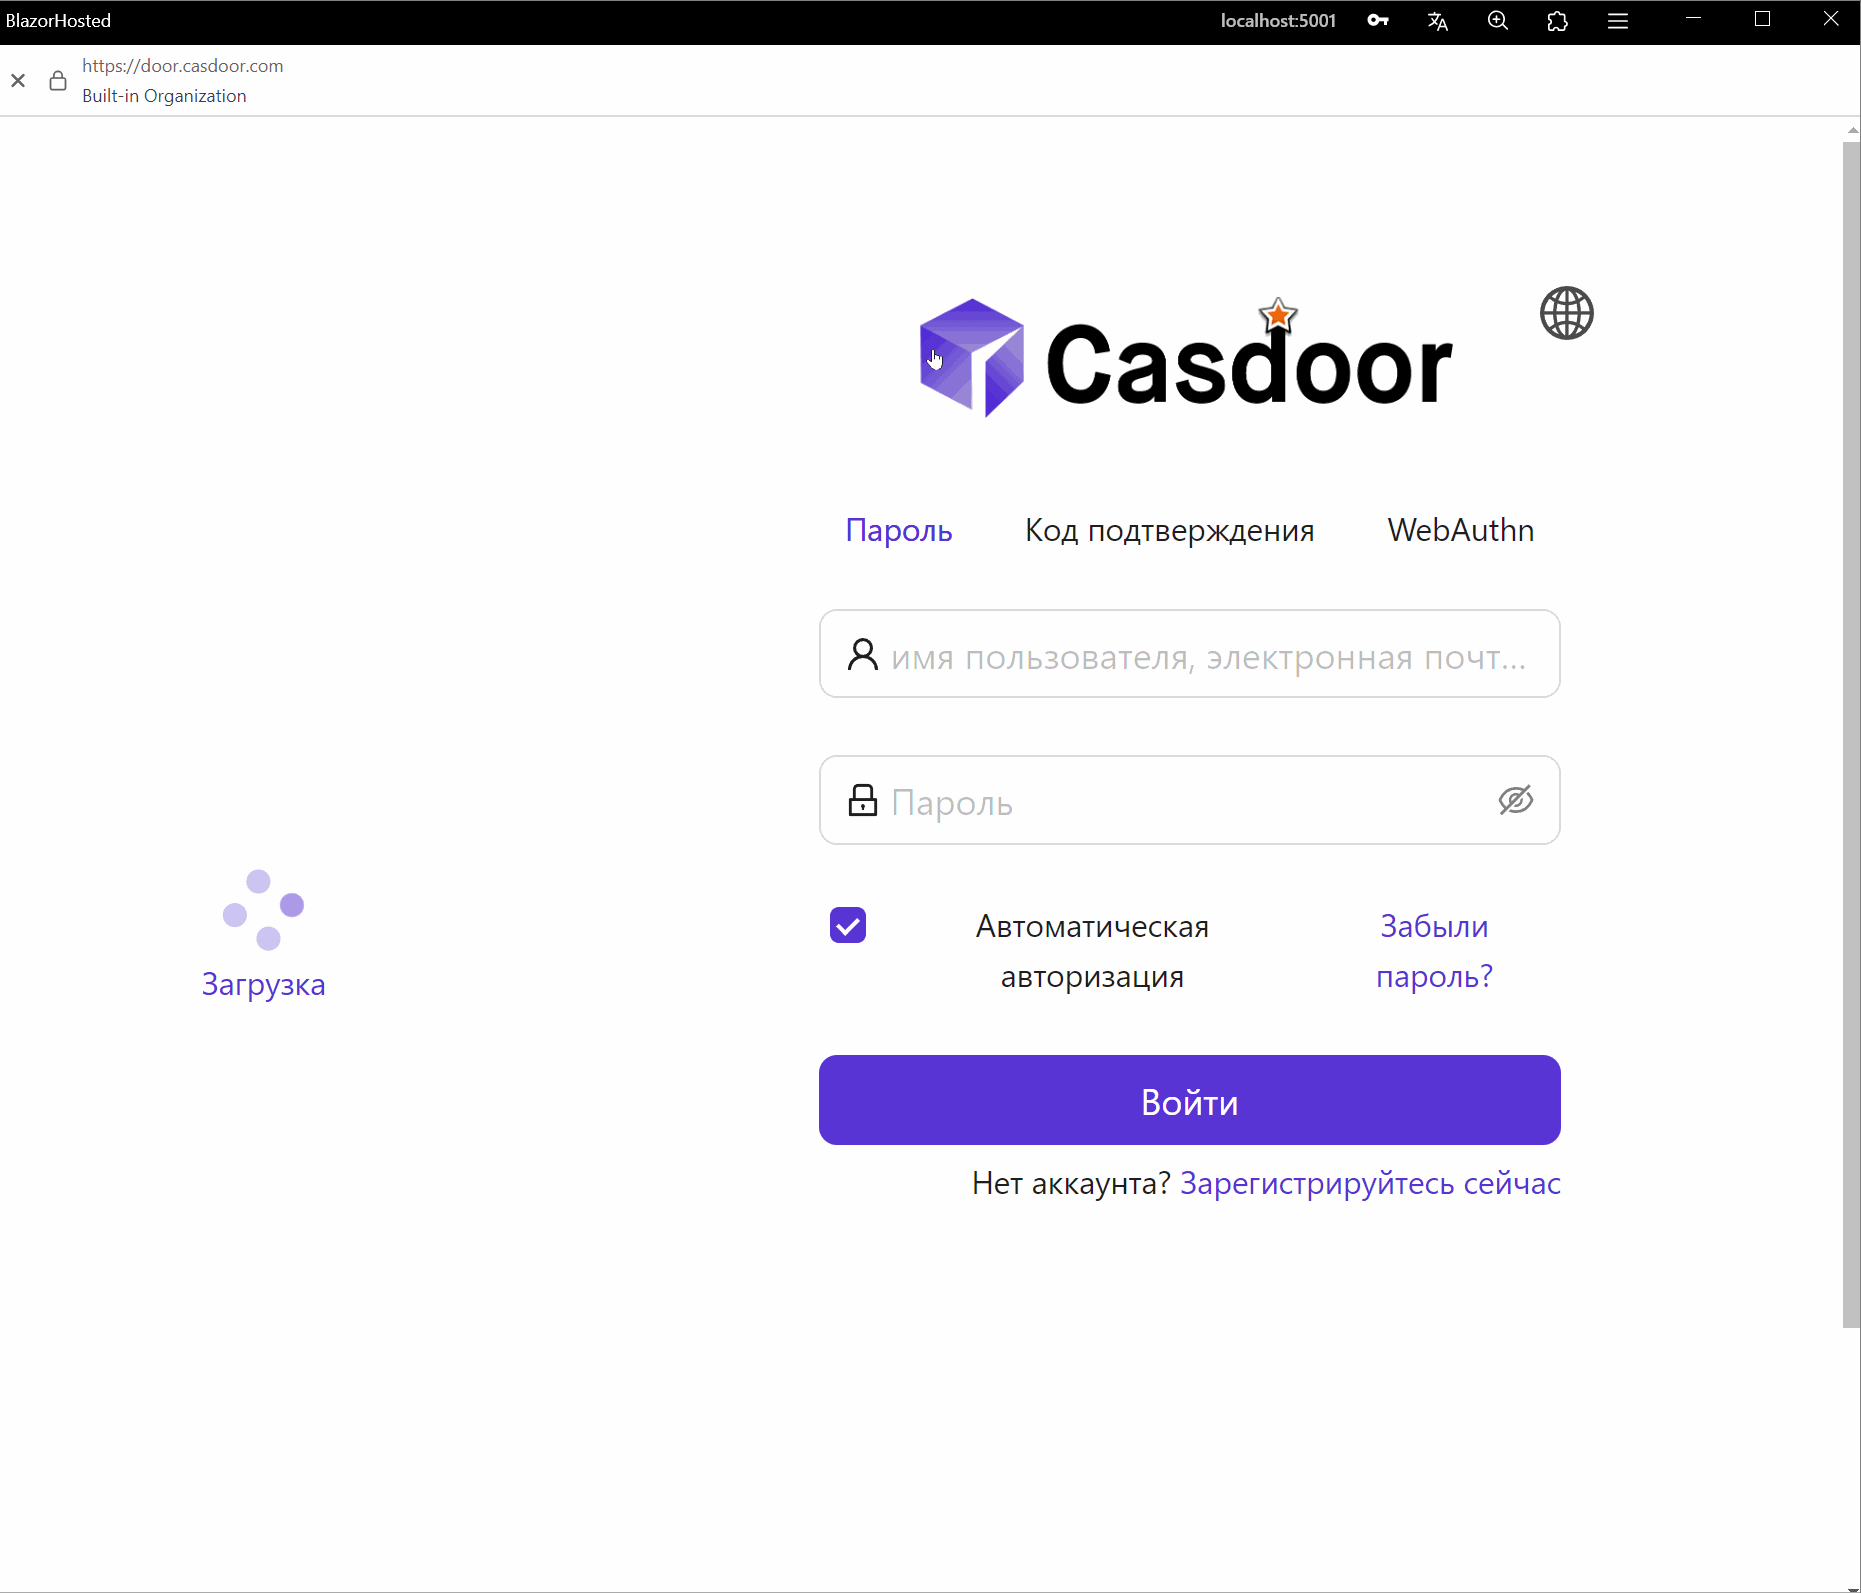 BlazorHosted
localhost:5001
https://door.casdoor.com
Built-in Organization
Casdoor
Пароль
Код подтверждения
WebAuthn
имя пользователя, электронная почт...
Пароль
Автоматическая
авторизация
Забыли
пароль?
Загрузка
Войти
Нет аккаунта? Зарегистрируйтесь сейчас